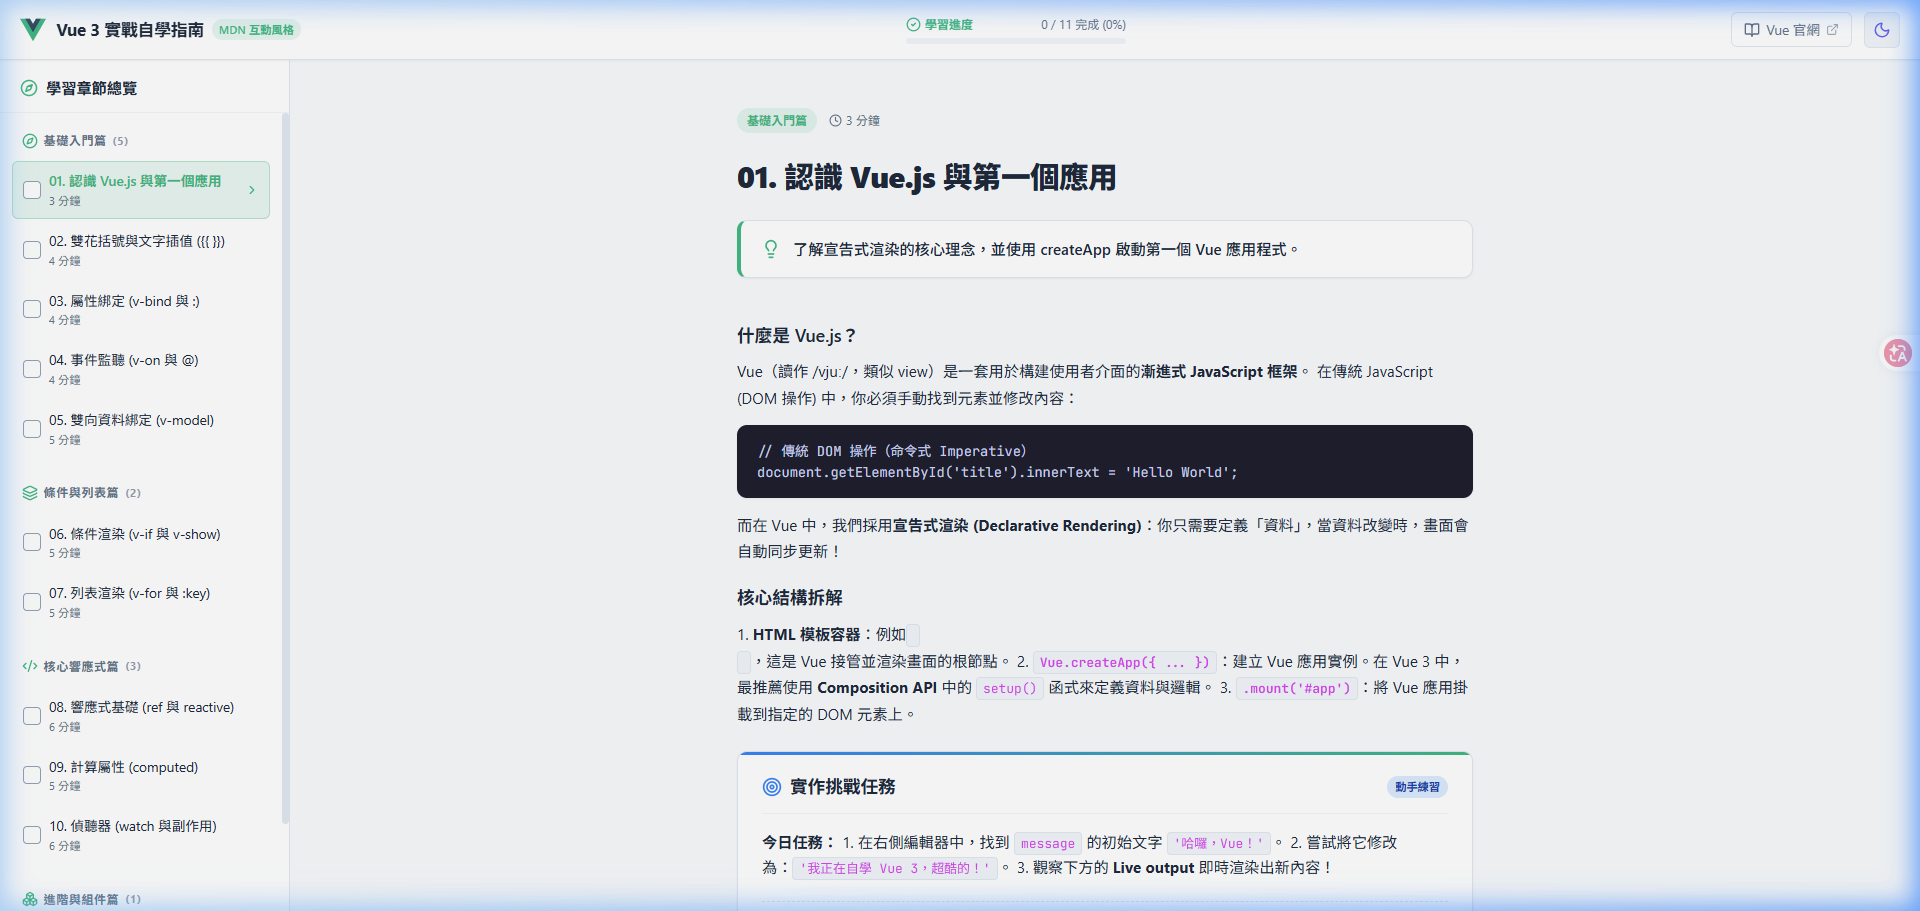 Vue 3 實戰自學指南
MDN 互動風格
學習進度
0 / 11 完成 (0%)
Vue 官網
學習章節總覽
基礎入門篇 (5)
01. 認識 Vue.js 與第一個應用
3 分鐘
02. 雙花括號與文字插值 ({{ }})
4 分鐘
03. 屬性綁定 (v-bind 與 :)
4 分鐘
04. 事件監聽 (v-on 與 @)
4 分鐘
05. 雙向資料綁定 (v-model)
5 分鐘
條件與列表篇 (2)
06. 條件渲染 (v-if 與 v-show)
5 分鐘
07. 列表渲染 (v-for 與 :key)
5 分鐘
核心響應式篇 (3)
08. 響應式基礎 (ref 與 reactive)
6 分鐘
09. 計算屬性 (computed)
5 分鐘
10. 偵聽器 (watch 與副作用)
6 分鐘
進階與組件篇 (1)
基礎入門篇
3 分鐘
01. 認識 Vue.js 與第一個應用
了解宣告式渲染的核心理念，並使用 createApp 啟動第一個 Vue 應用程式。
什麼是 Vue.js？
Vue（讀作 /vjuː/，類似 view）是一套用於構建使用者介面的漸進式 JavaScript 框架。 在傳統 JavaScript
(DOM 操作) 中，你必須手動找到元素並修改內容：
// 傳統 DOM 操作（命令式 Imperative）
document.getElementById('title').innerText = 'Hello World';
而在 Vue 中，我們採用宣告式渲染 (Declarative Rendering)：你只需要定義「資料」，當資料改變時，畫面會
自動同步更新！
核心結構拆解
1. HTML 模板容器：例如
，這是 Vue 接管並渲染畫面的根節點。 2. Vue.createApp({ ... })：建立 Vue 應用實例。在 Vue 3 中，
最推薦使用 Composition API 中的 setup() 函式來定義資料與邏輯。 3. .mount('#app')：將 Vue 應用掛
載到指定的 DOM 元素上。
實作挑戰任務
動手練習
今日任務： 1. 在右側編輯器中，找到 message 的初始文字 '哈囉，Vue！'。 2. 嘗試將它修改
為：'我正在自學 Vue 3，超酷的！'。 3. 觀察下方的 Live output 即時渲染出新內容！